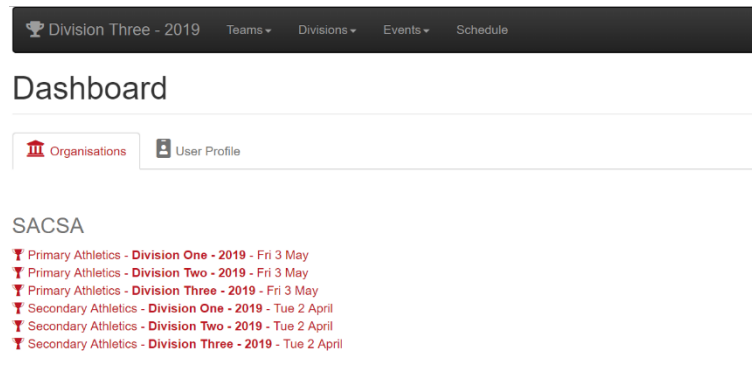 Division Three - 2019 Teams Divisions Events Schedule
Dashboard
Organisations User Profile
SACSA
Primary Athletics - Division One - 2019 - Fri 3 May
Primary Athletics - Division Two - 2019 - Fri 3 May
Primary Athletics - Division Three - 2019 - Fri 3 May
Secondary Athletics - Division One - 2019 - Tue 2 April
Secondary Athletics - Division Two - 2019 - Tue 2 April
Secondary Athletics - Division Three - 2019 - Tue 2 April